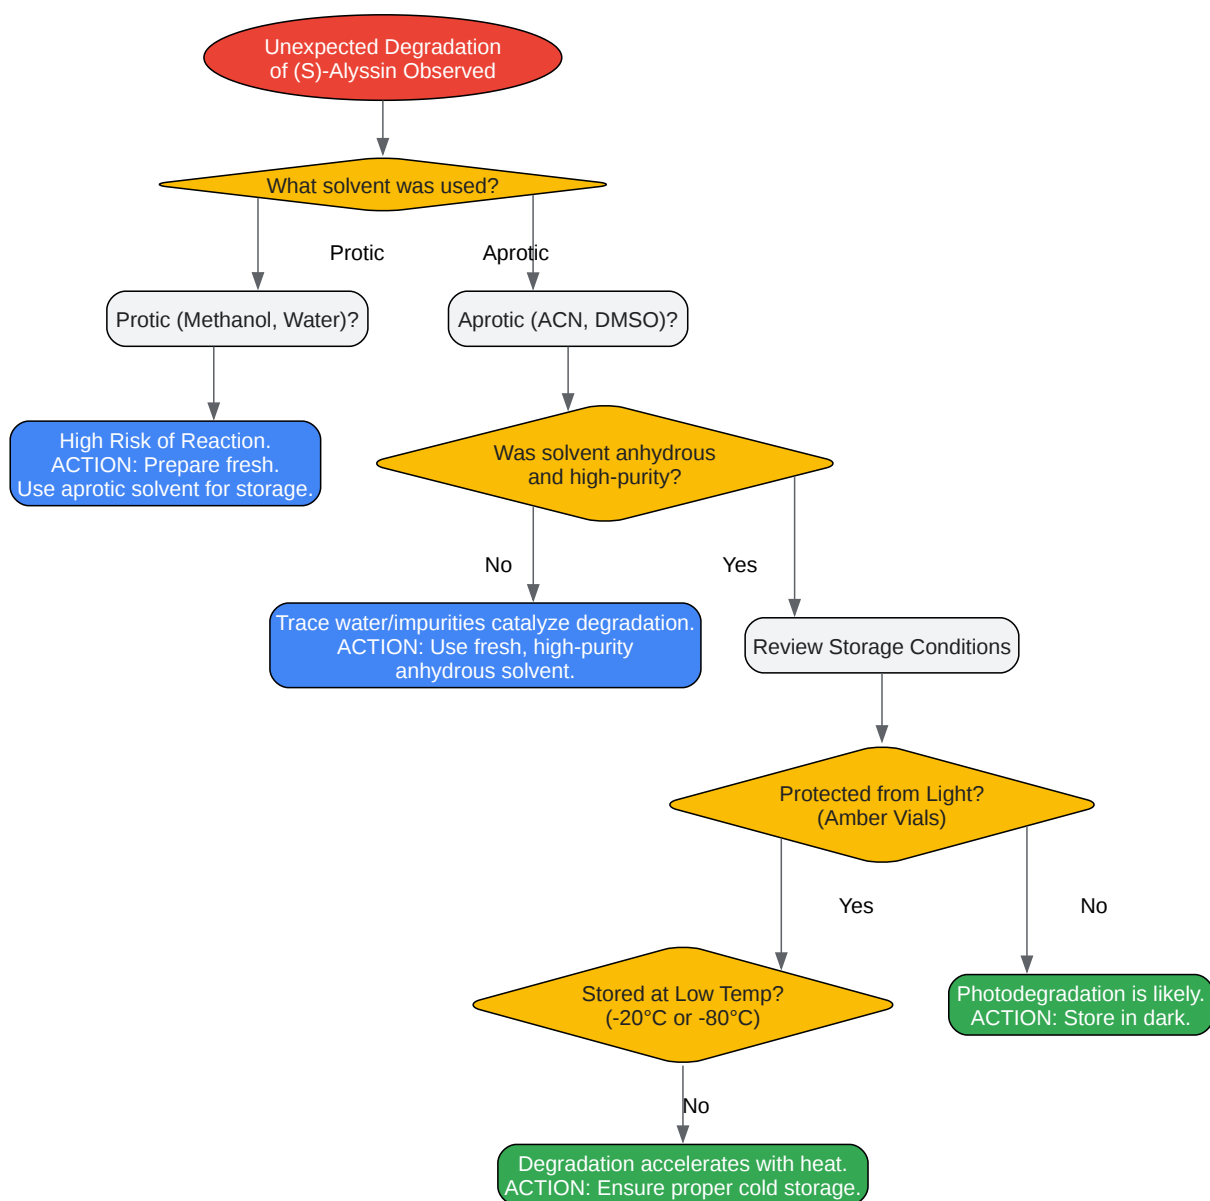 Unexpected Degradation
of (S)-Alyssin Observed
What solvent was used?
Protic
Aprotic
Protic (Methanol, Water)?
Aprotic (ACN, DMSO)?
High Risk of Reaction.
ACTION: Prepare fresh.
Use aprotic solvent for storage.
Was solvent anhydrous
and high-purity?
No
Yes
Trace water/impurities catalyze degradation.
ACTION: Use fresh, high-purity
anhydrous solvent.
Review Storage Conditions
Protected from Light?
(Amber Vials)
Yes
No
Stored at Low Temp?
(-20°C or -80°C)
Photodegradation is likely.
ACTION: Store in dark.
No
Degradation accelerates with heat.
ACTION: Ensure proper cold storage.